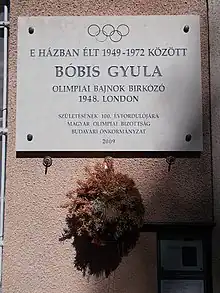 E HÁZBAN ÉLT 1949-1972 KÖZÖTT
BÓBIS GYULA
OLIMPIAI BAJNOK BIRKÓZÓ
1948. LONDON
SZÜLETÉSÉNEK 100. ÉVFORDULÓJÁRA
MAGYAR OLIMPIAI BIZOTTSÁG
BUDAVÁRI ÖNKORMÁNYZAT
2009